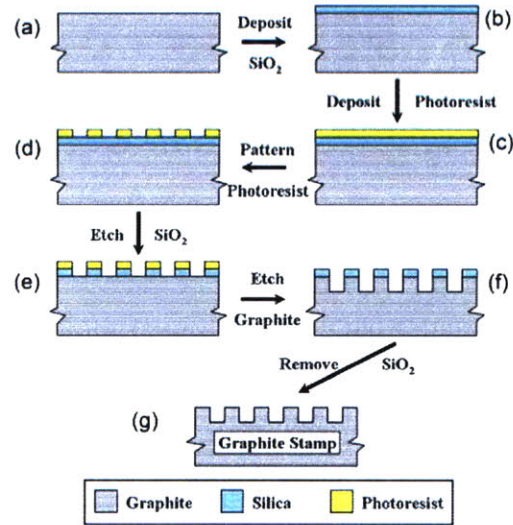 (a)
Deposit
SiO2
(b)
Deposit Photoresist
(d)
Pattern
Photoresist
(c)
Etch SiO2
(e)
Etch
Graphite
(f)
Remove SiO2
(g)
Graphite Stamp
Graphite Silica Photoresist